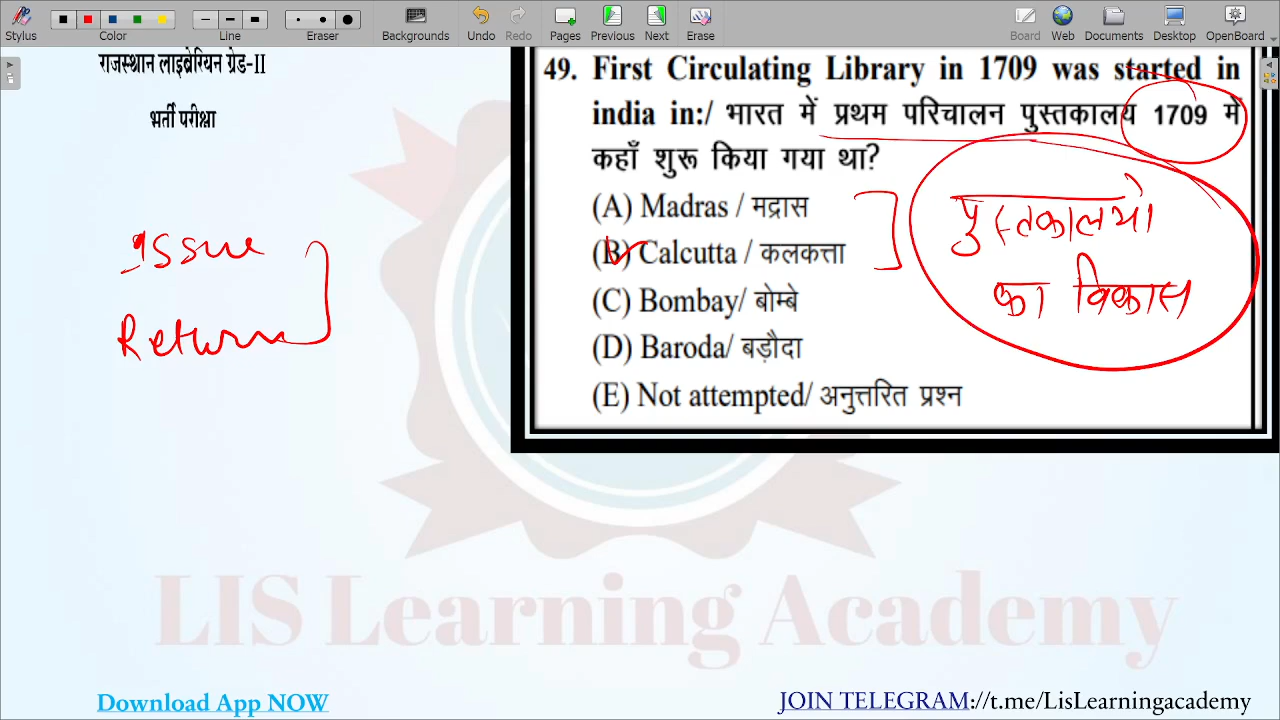 Stylus
Color
Line
Eraser
Backgrounds
Undo
Redo
Pages
Previous
Next
Erase
Board
Web
Documents
Desktop
OpenBoard
राजस्थान लाइब्रेरियन ग्रेड-II
भर्ती परीक्षा
49. First Circulating Library in 1709 was started in
india in:/ भारत में प्रथम परिचालन पुस्तकालय 1709 में
कहाँ शुरू किया गया था?
(A) Madras / मद्रास
(B) Calcutta / कलकत्ता
(C) Bombay/ बोम्बे
(D) Baroda/ बड़ौदा
(E) Not attempted/ अनुत्तरित प्रश्न
पुस्तकालयो
का विकास
Issue
Return
LIS Learning Academy
Download App NOW
JOIN TELEGRAM://t.me/LisLearningacademy